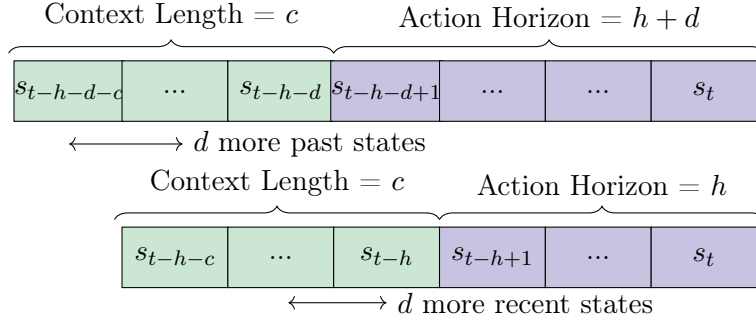 Context Length = c Action Horizon = h + d
s_{t−h−d−c} ... s_{t−h−d} s_{t−h−d+1} ... ... s_t
d more past states
Context Length = c Action Horizon = h
s_{t−h−c} ... s_{t−h} s_{t−h+1} ... s_t
d more recent states